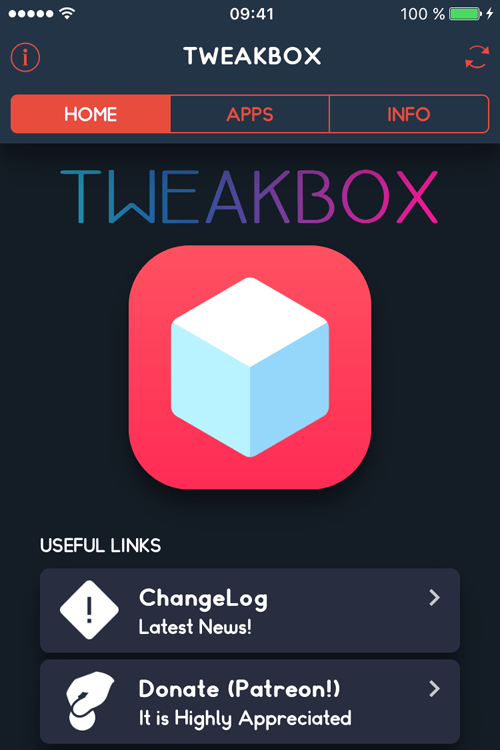 09:41
100 %
TWEAKBOX
HOME
APPS
INFO
TWEAKBOX
USEFUL LINKS
ChangeLog
Latest News!
Donate (Patreon!)
It is Highly Appreciated